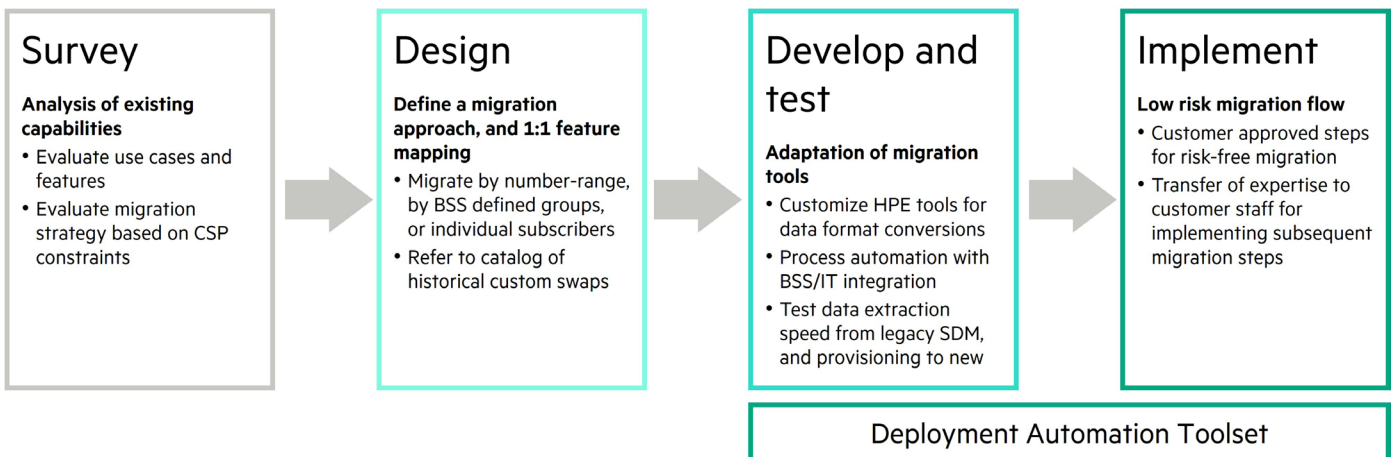 Survey
Analysis of existing
capabilities
• Evaluate use cases and
features
• Evaluate migration
strategy based on CSP
constraints
Design
Define a migration
approach, and 1:1 feature
mapping
• Migrate by number-range,
by BSS defined groups,
or individual subscribers
• Refer to catalog of
historical custom swaps
Develop and
test
Adaptation of migration
tools
• Customize HPE tools for
data format conversions
• Process automation with
BSS/IT integration
• Test data extraction
speed from legacy SDM,
and provisioning to new
Implement
Low risk migration flow
• Customer approved steps
for risk-free migration
• Transfer of expertise to
customer staff for
implementing subsequent
migration steps
Deployment Automation Toolset